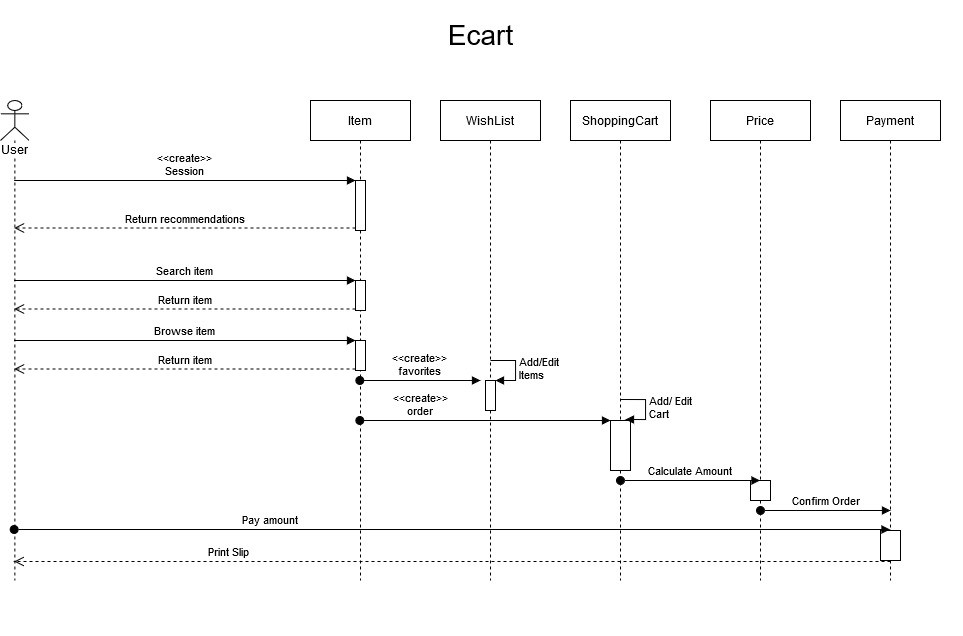 Ecart
User
Item
WishList
ShoppingCart
Price
Payment
<<create>>
Session
Return recommendations
Search item
Return item
Browse item
Return item
<<create>>
favorites
Add/Edit
Items
<<create>>
order
Add/ Edit
Cart
Calculate Amount
Confirm Order
Pay amount
Print Slip